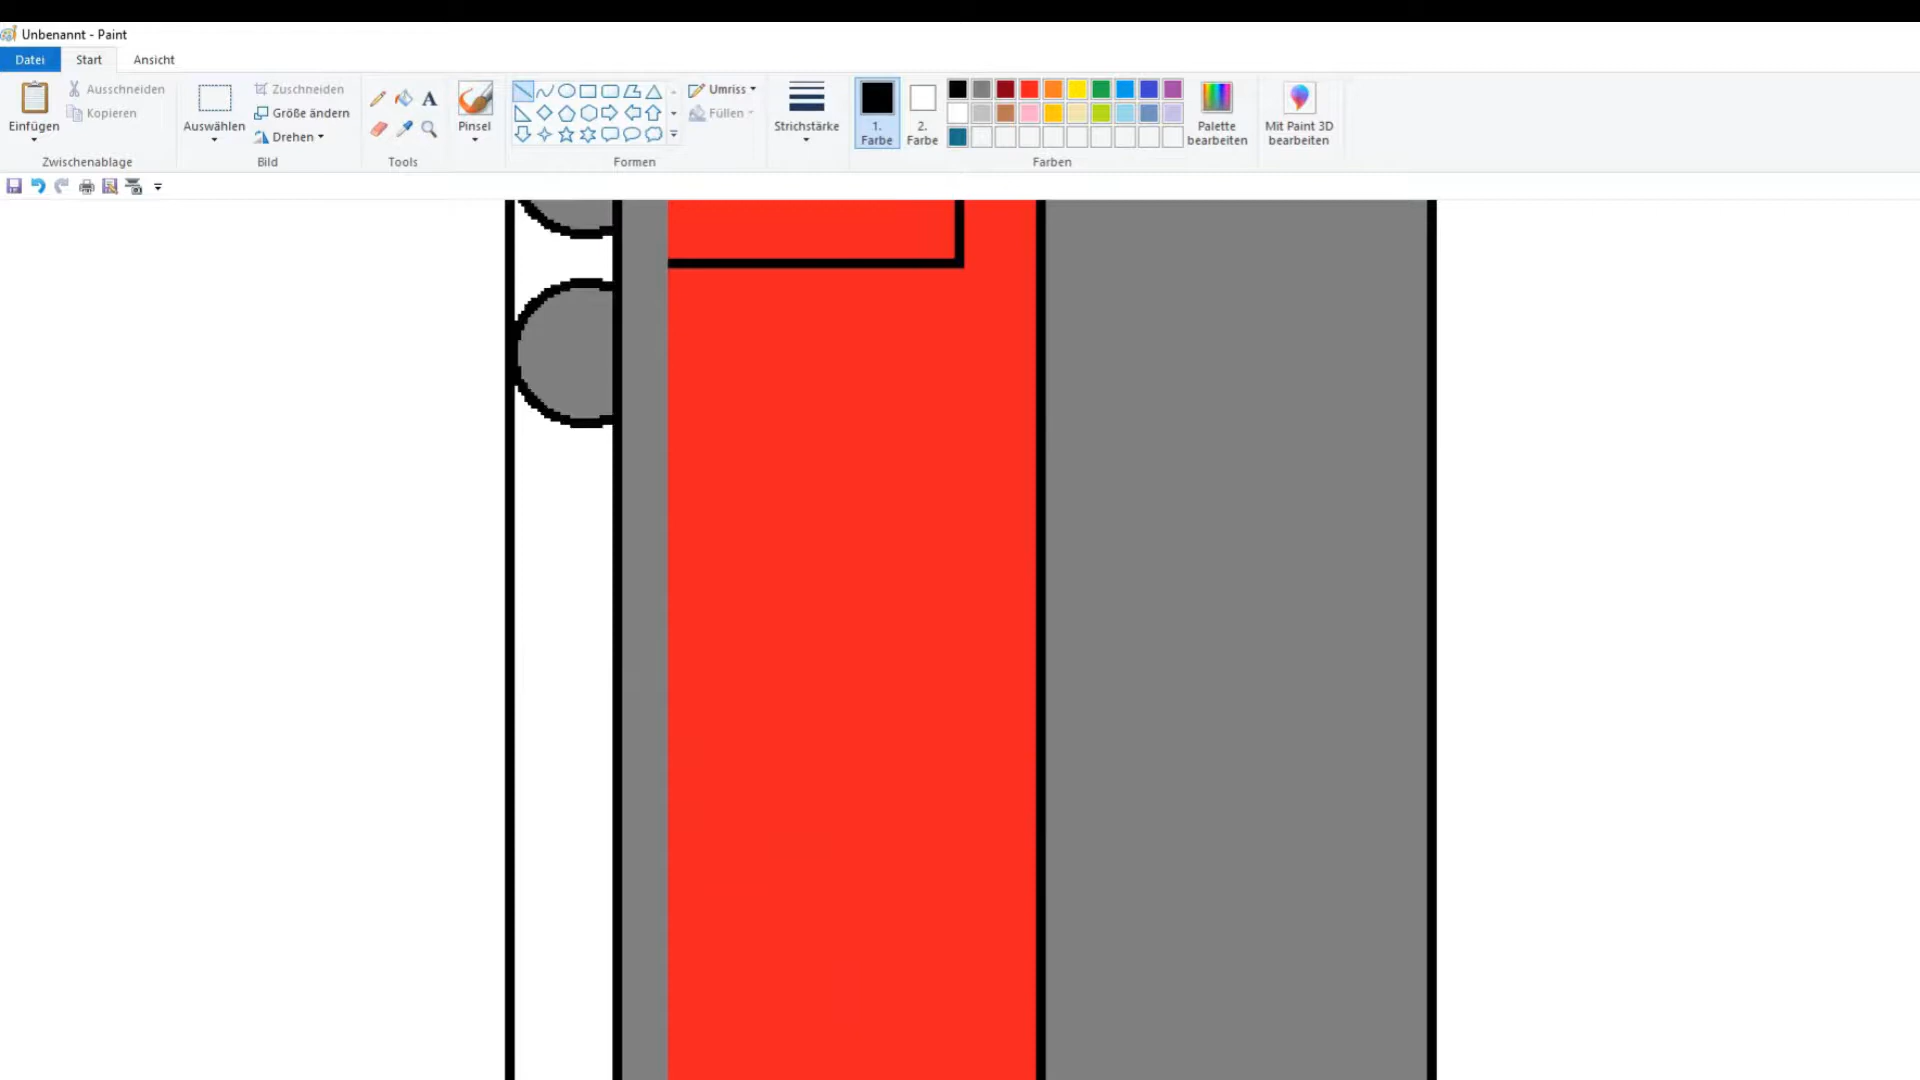 Unbenannt - Paint
Datei Start Ansicht
Einfügen
Ausschneiden
Kopieren
Zwischenablage
Auswählen
Zuschneiden
Größe ändern
Drehen
Bild
A
Tools
Pinsel
Umriss
Füllen
Formen
Strichstärke
1.
Farbe
2.
Farbe
Palette
bearbeiten
Farben
Mit Paint 3D
bearbeiten